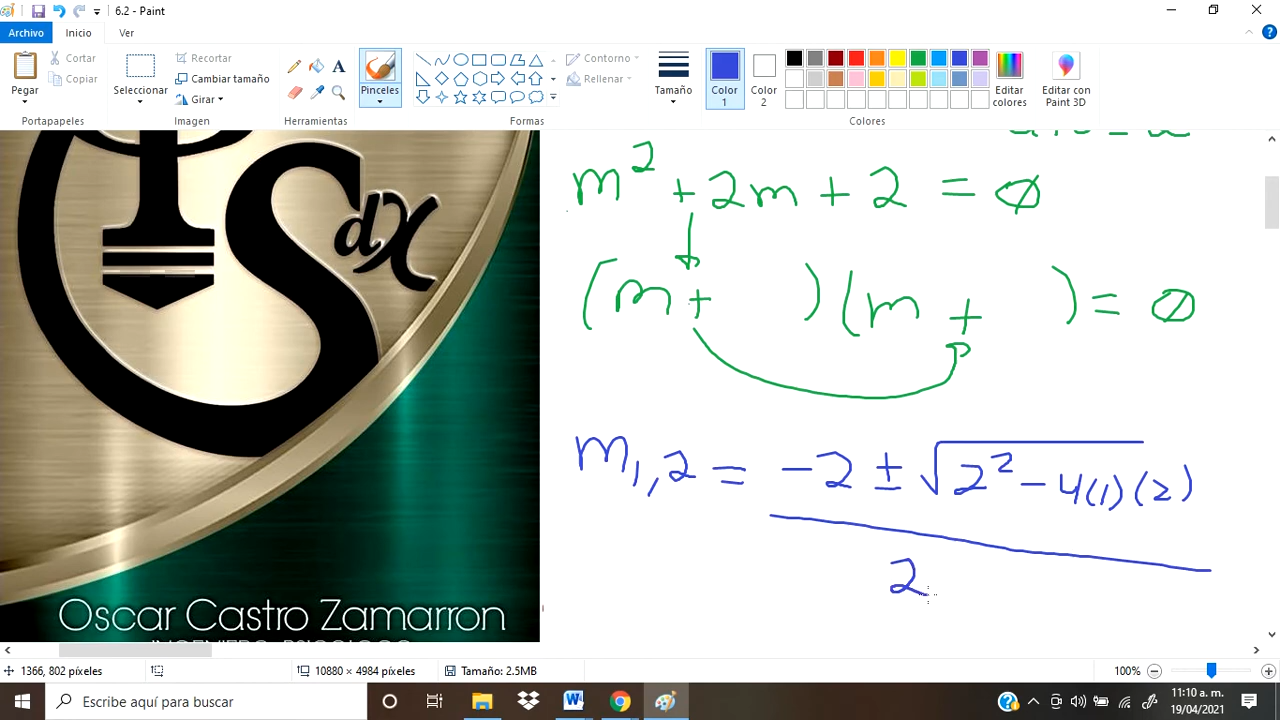 6.2 - Paint
Archivo Inicio Ver
Pegar
Cortar
Copiar
Portapapeles
Seleccionar
Recortar
Cambiar tamaño
Girar
Imagen
A
Herramientas
Pinceles
Contorno
Rellenar
Formas
Tamaño
Color 1
Color 2
Editar colores
Editar con Paint 3D
Colores
S dx
Oscar Castro Zamarron
m² + 2m + 2 = 0
(m + ) (m + ) = 0
m1,2 = -2 ± √2² - 4(1)(2)
2
1366, 802 píxeles
10880 × 4984 píxeles
Tamaño: 2.5MB
100%
Escribe aquí para buscar
11:10 a. m.
19/04/2021